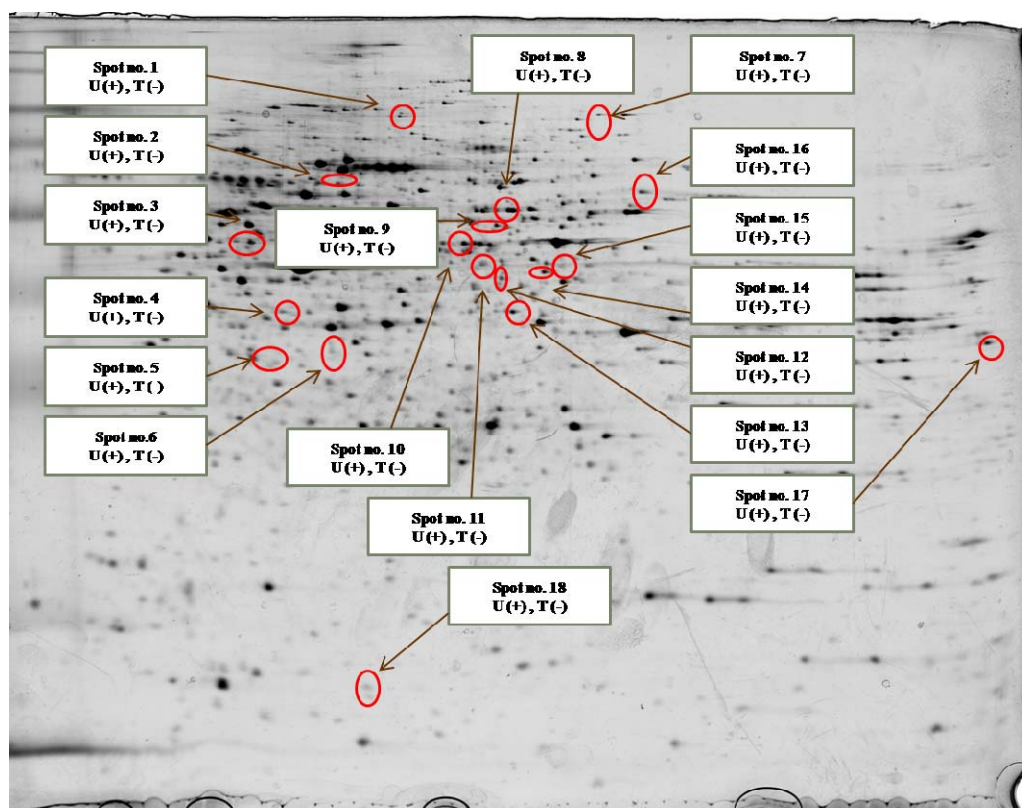 Spot no. 1
U(+), T(-)
Spot no. 2
U(+), T(-)
Spot no. 3
U(+), T(-)
Spot no. 4
U(+), T(-)
Spot no. 5
U(+), T( )
Spot no.6
U(+), T(-)
Spot no. 8
U(+), T(-)
Spot no. 7
U(+), T(-)
Spot no. 16
U(+), T(-)
Spot no. 9
U(+), T(-)
Spot no. 15
U(+), T(-)
Spot no. 14
U(+), T(-)
Spot no. 12
U(+), T(-)
Spot no. 13
U(+), T(-)
Spot no. 17
U(+), T(-)
Spot no. 10
U(+), T(-)
Spot no. 11
U(+), T(-)
Spot no. 18
U(+), T(-)